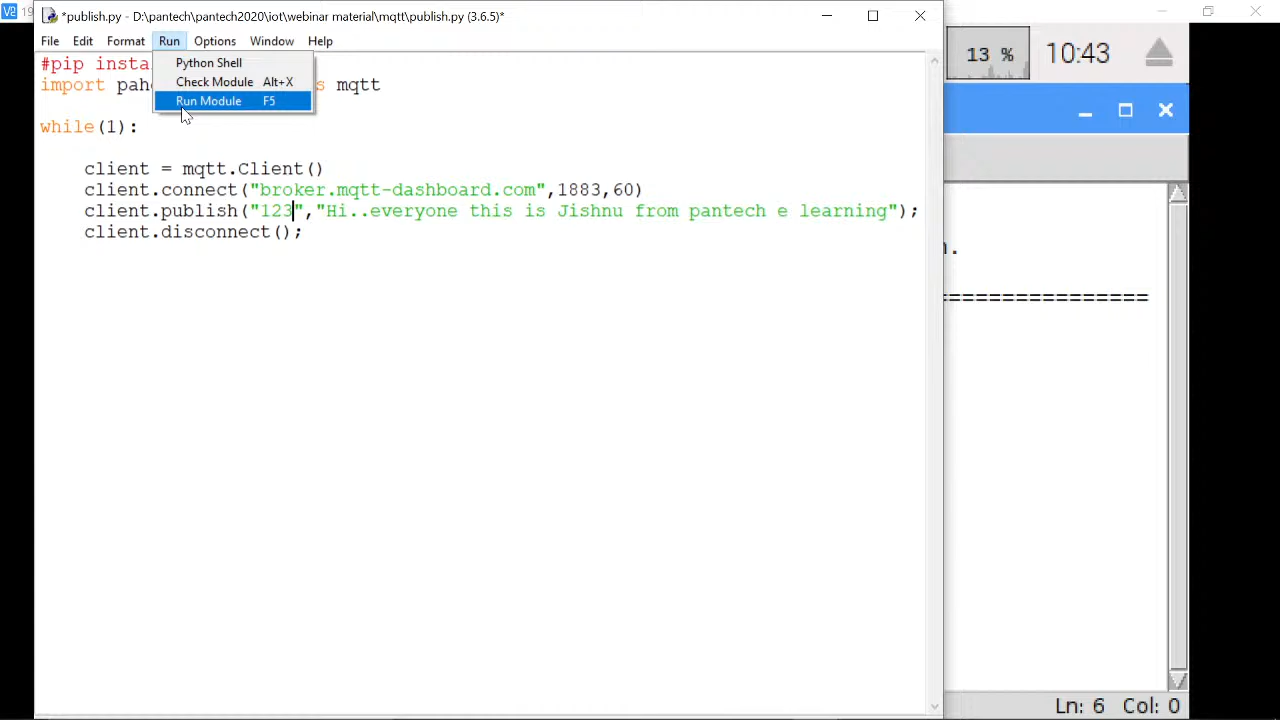 *publish.py - D:\pantech\pantech2020\iot\webinar material\mqtt\publish.py (3.6.5)*
File Edit Format Run Options Window Help
Python Shell
Check Module Alt+X
Run Module F5
#pip insta
import pah s mqtt
while(1):
client = mqtt.Client()
client.connect("broker.mqtt-dashboard.com",1883,60)
client.publish("123","Hi..everyone this is Jishnu from pantech e learning");
client.disconnect();
13 %
10:43
================
Ln: 6 Col: 0